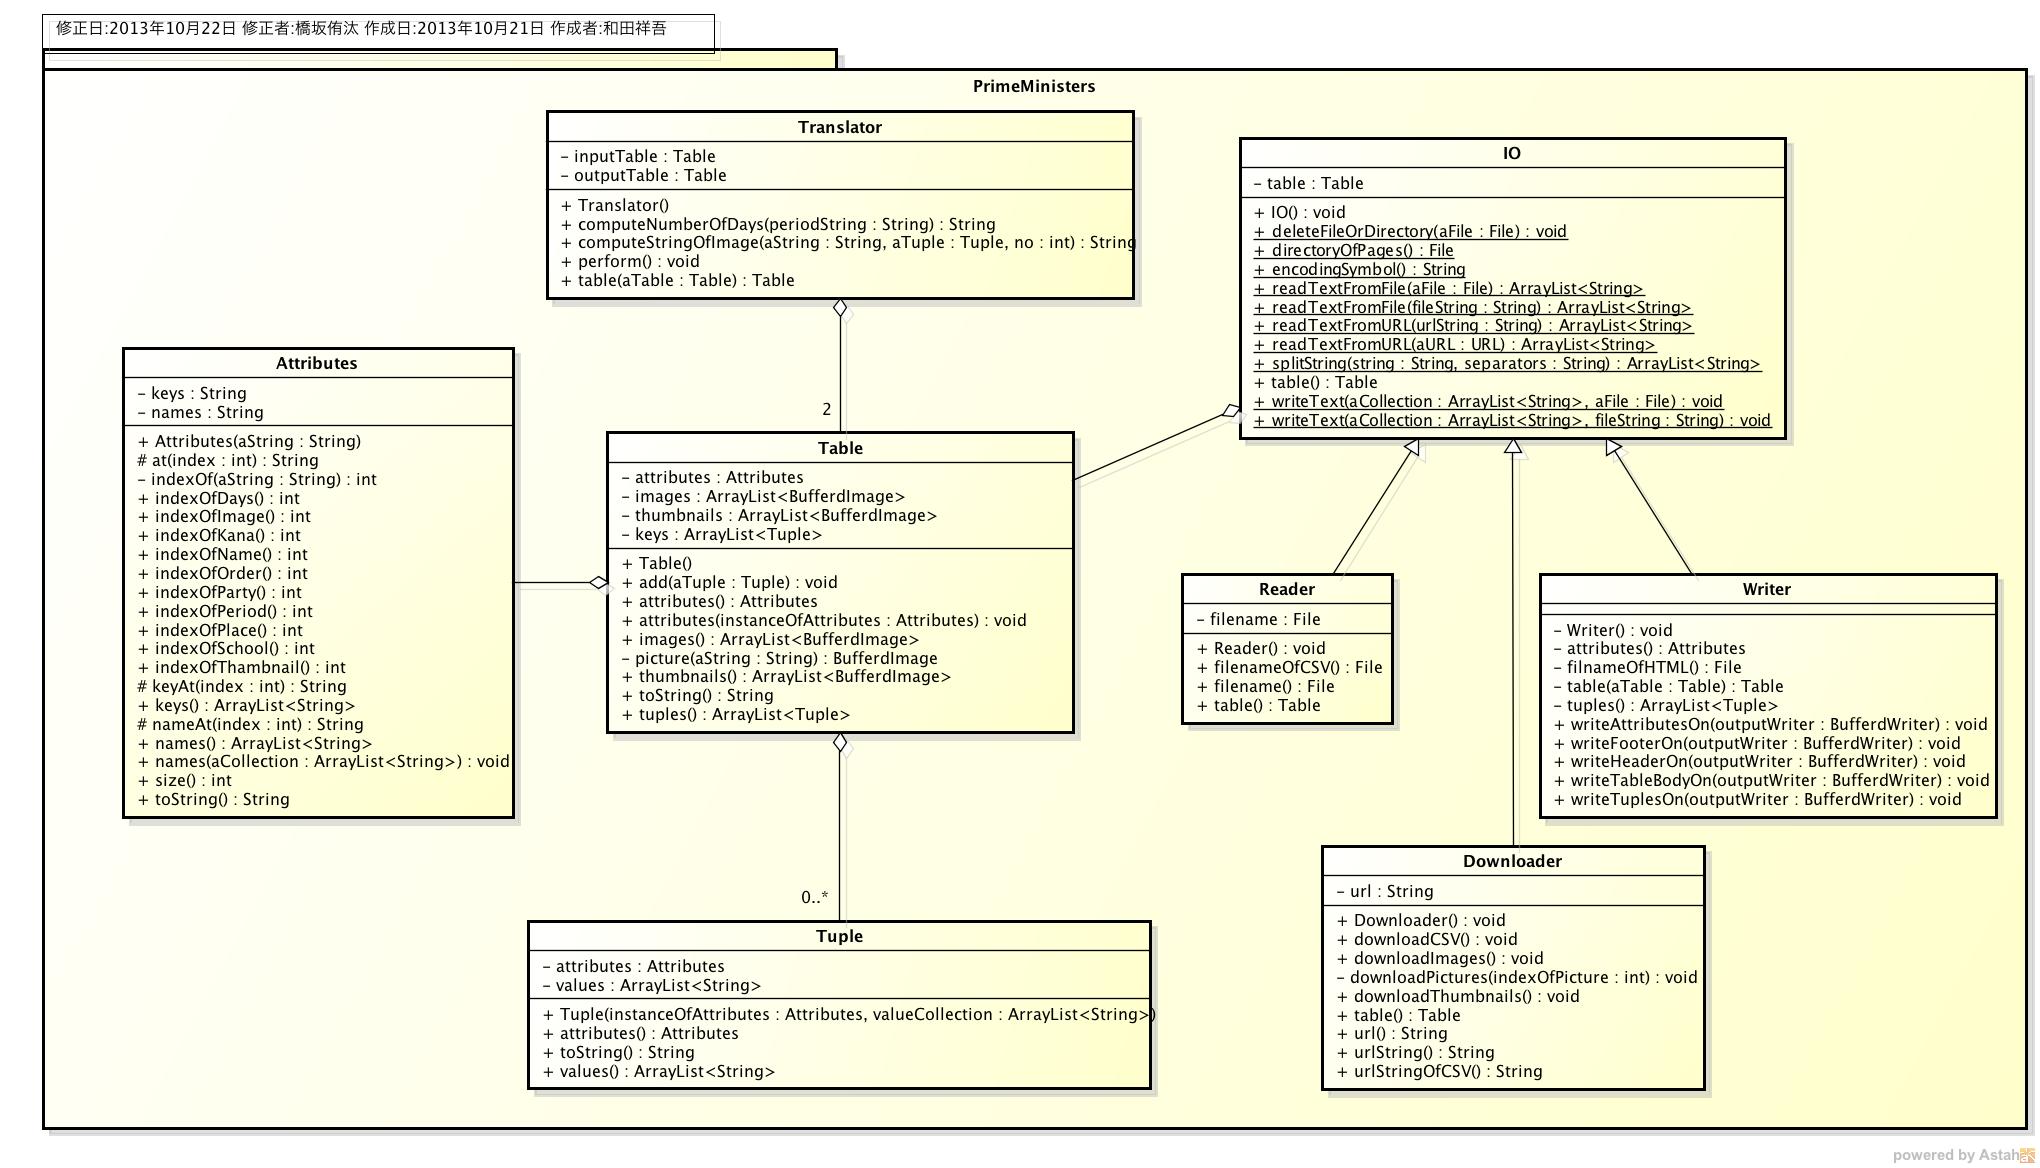 修正日:2013年10月22日 修正者:橋坂侑汰 作成日:2013年10月21日 作成者:和田祥吾
PrimeMinisters
Translator
- inputTable : Table
- outputTable : Table
+ Translator()
+ computeNumberOfDays(periodString : String) : String
+ computeStringOfImage(aString : String, aTuple : Tuple, no : int) : String
+ perform() : void
+ table(aTable : Table) : Table
IO
- table : Table
+ IO() : void
+ deleteFileOrDirectory(aFile : File) : void
+ directoryOfPages() : File
+ encodingSymbol() : String
+ readTextFromFile(aFile : File) : ArrayList<String>
+ readTextFromFile(fileString : String) : ArrayList<String>
+ readTextFromURL(urlString : String) : ArrayList<String>
+ readTextFromURL(aURL : URL) : ArrayList<String>
+ splitString(string : String, separators : String) : ArrayList<String>
+ table() : Table
+ writeText(aCollection : ArrayList<String>, aFile : File) : void
+ writeText(aCollection : ArrayList<String>, fileString : String) : void
Attributes
- keys : String
- names : String
+ Attributes(aString : String)
# at(index : int) : String
- indexOf(aString : String) : int
+ indexOfDays() : int
+ indexOfImage() : int
+ indexOfKana() : int
+ indexOfName() : int
+ indexOfOrder() : int
+ indexOfParty() : int
+ indexOfPeriod() : int
+ indexOfPlace() : int
+ indexOfSchool() : int
+ indexOfThambnail() : int
# keyAt(index : int) : String
+ keys() : ArrayList<String>
# nameAt(index : int) : String
+ names() : ArrayList<String>
+ names(aCollection : ArrayList<String>) : void
+ size() : int
+ toString() : String
2
Table
- attributes : Attributes
- images : ArrayList<BufferdImage>
- thumbnails : ArrayList<BufferdImage>
- keys : ArrayList<Tuple>
+ Table()
+ add(aTuple : Tuple) : void
+ attributes() : Attributes
+ attributes(instanceOfAttributes : Attributes) : void
+ images() : ArrayList<BufferdImage>
- picture(aString : String) : BufferdImage
+ thumbnails() : ArrayList<BufferdImage>
+ toString() : String
+ tuples() : ArrayList<Tuple>
Reader
- filename : File
+ Reader() : void
+ filenameOfCSV() : File
+ filename() : File
+ table() : Table
Writer
- Writer() : void
- attributes() : Attributes
- filnameOfHTML() : File
- table(aTable : Table) : Table
- tuples() : ArrayList<Tuple>
+ writeAttributesOn(outputWriter : BufferdWriter) : void
+ writeFooterOn(outputWriter : BufferdWriter) : void
+ writeHeaderOn(outputWriter : BufferdWriter) : void
+ writeTableBodyOn(outputWriter : BufferdWriter) : void
+ writeTuplesOn(outputWriter : BufferdWriter) : void
0..*
Tuple
- attributes : Attributes
- values : ArrayList<String>
+ Tuple(instanceOfAttributes : Attributes, valueCollection : ArrayList<String>)
+ attributes() : Attributes
+ toString() : String
+ values() : ArrayList<String>
Downloader
- url : String
+ Downloader() : void
+ downloadCSV() : void
+ downloadImages() : void
- downloadPictures(indexOfPicture : int) : void
+ downloadThumbnails() : void
+ table() : Table
+ url() : String
+ urlString() : String
+ urlStringOfCSV() : String
powered by Astah